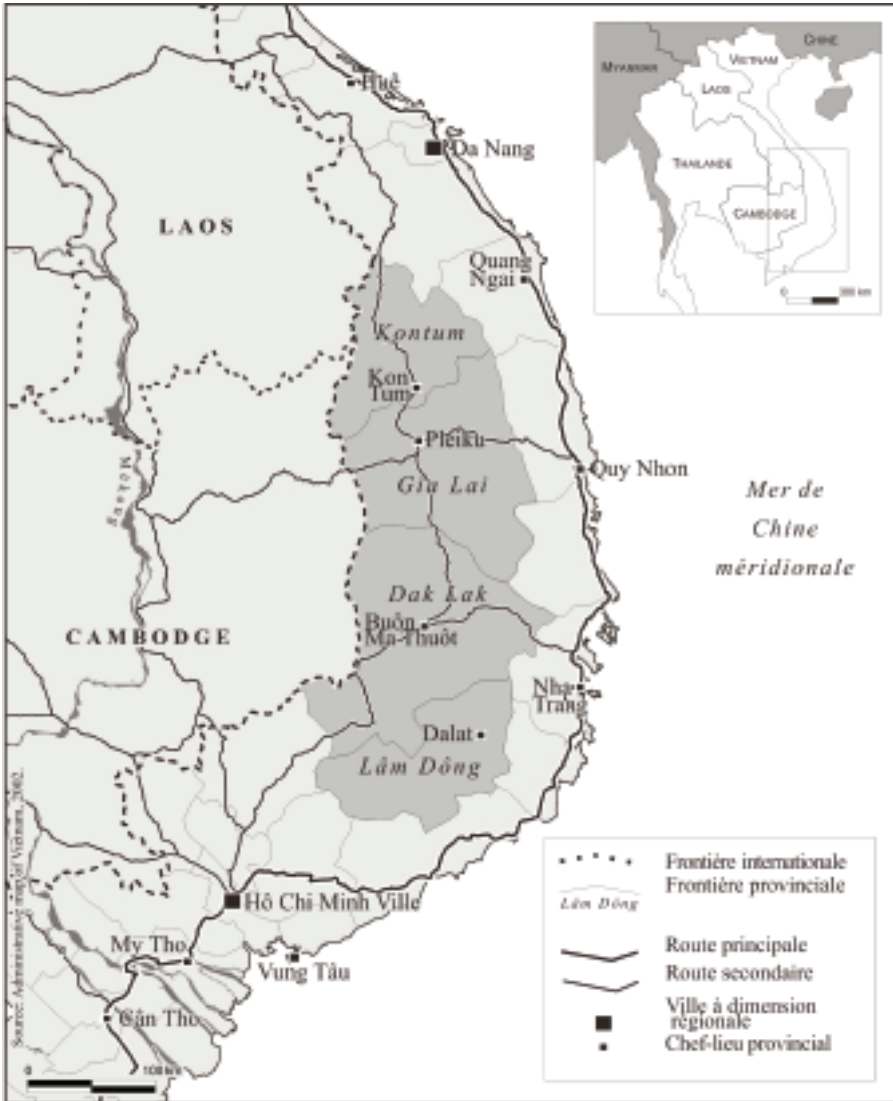 Huê
Da Nang
LAOS
Quang
Ngai
Kontum
Kon
Tum
Pleiku
Gia Lai
Quy Nhon
Mékong
Mer de
Chine
méridionale
Dak Lak
Buôn
Ma Thuôt
CAMBODGE
Nha
Trang
Dalat
Lâm Dông
Hô Chi Minh Ville
My Tho
Vung Tâu
Cân Tho
0 100 km
Source: Administrative map of Vietnam, 2002.
CHINE
MYANMAR
VIETNAM
LAOS
THAILANDE
CAMBODGE
0 300 km
Frontière internationale
Frontière provinciale
Lâm Dông
Route principale
Route secondaire
Ville à dimension
régionale
Chef-lieu provincial